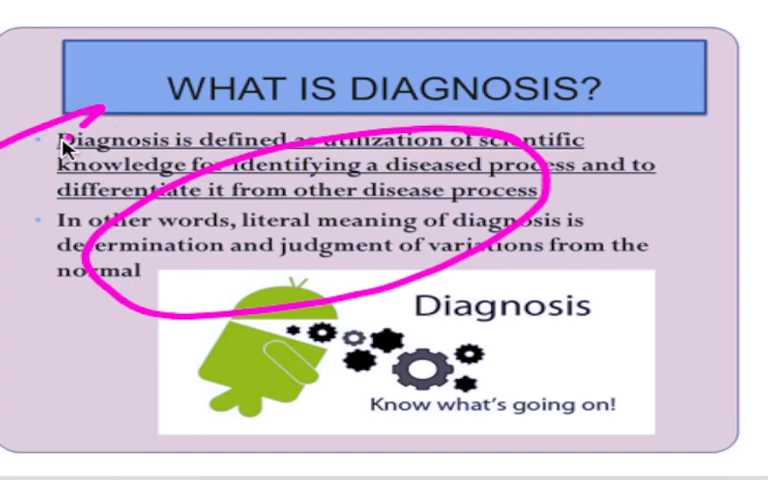 WHAT IS DIAGNOSIS?
Diagnosis is defined as utilization of scientific
knowledge for identifying a diseased process and to
differentiate it from other disease process
In other words, literal meaning of diagnosis is
determination and judgment of variations from the
normal
Diagnosis
Know what's going on!